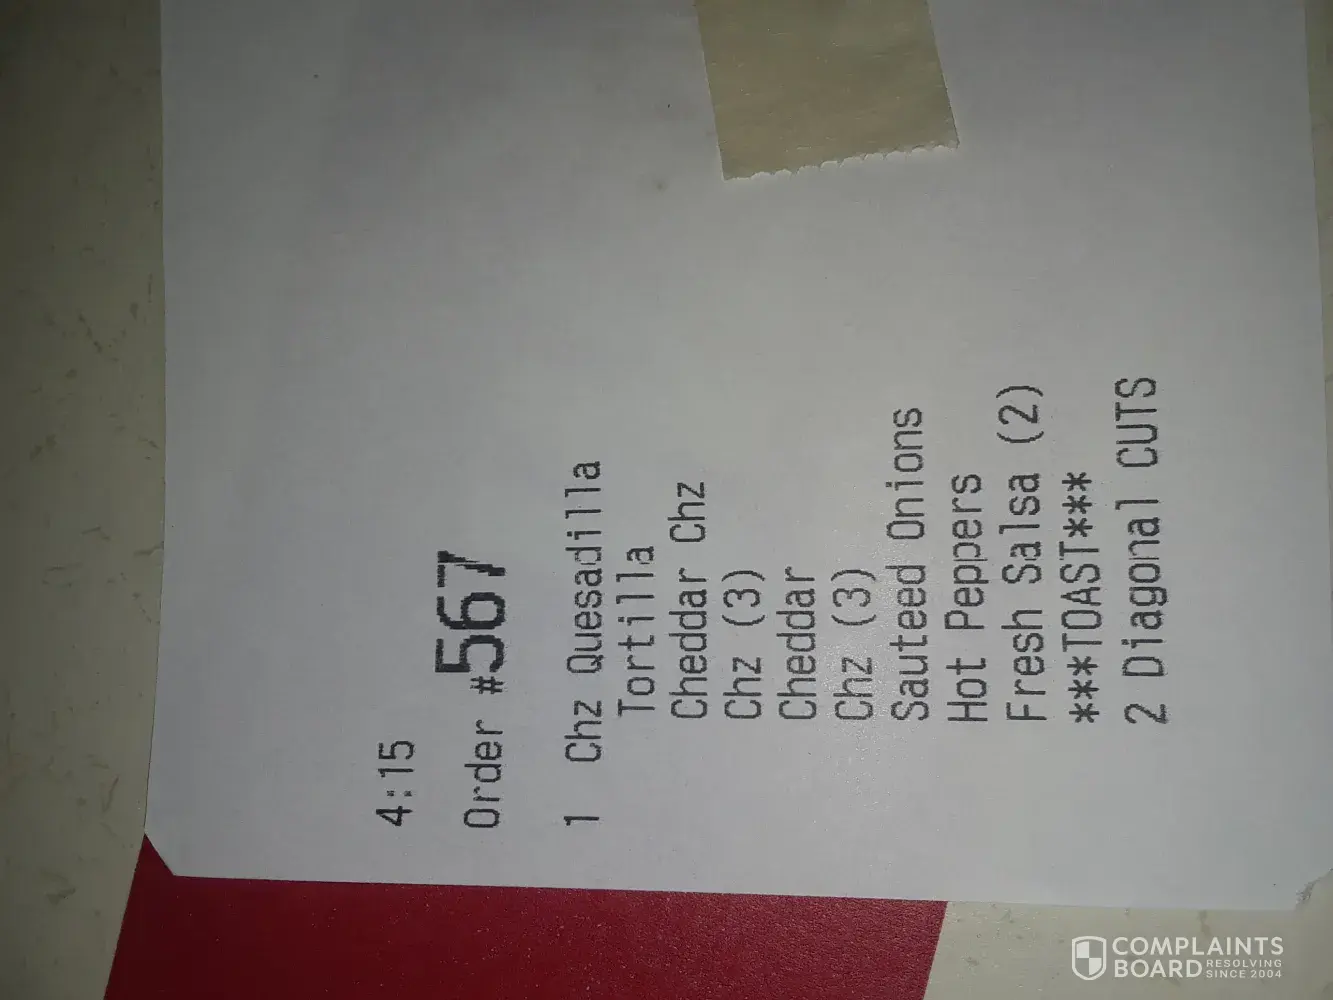 4:15
Order #567
1 Chz Quesadilla
Tortilla
Cheddar Chz
Chz (3)
Cheddar
Chz (3)
Sauteed Onions
Hot Peppers
Fresh Salsa (2)
***TOAST***
2 Diagonal CUTS
COMPLAINTS
BOARD RESOLVING SINCE 2004